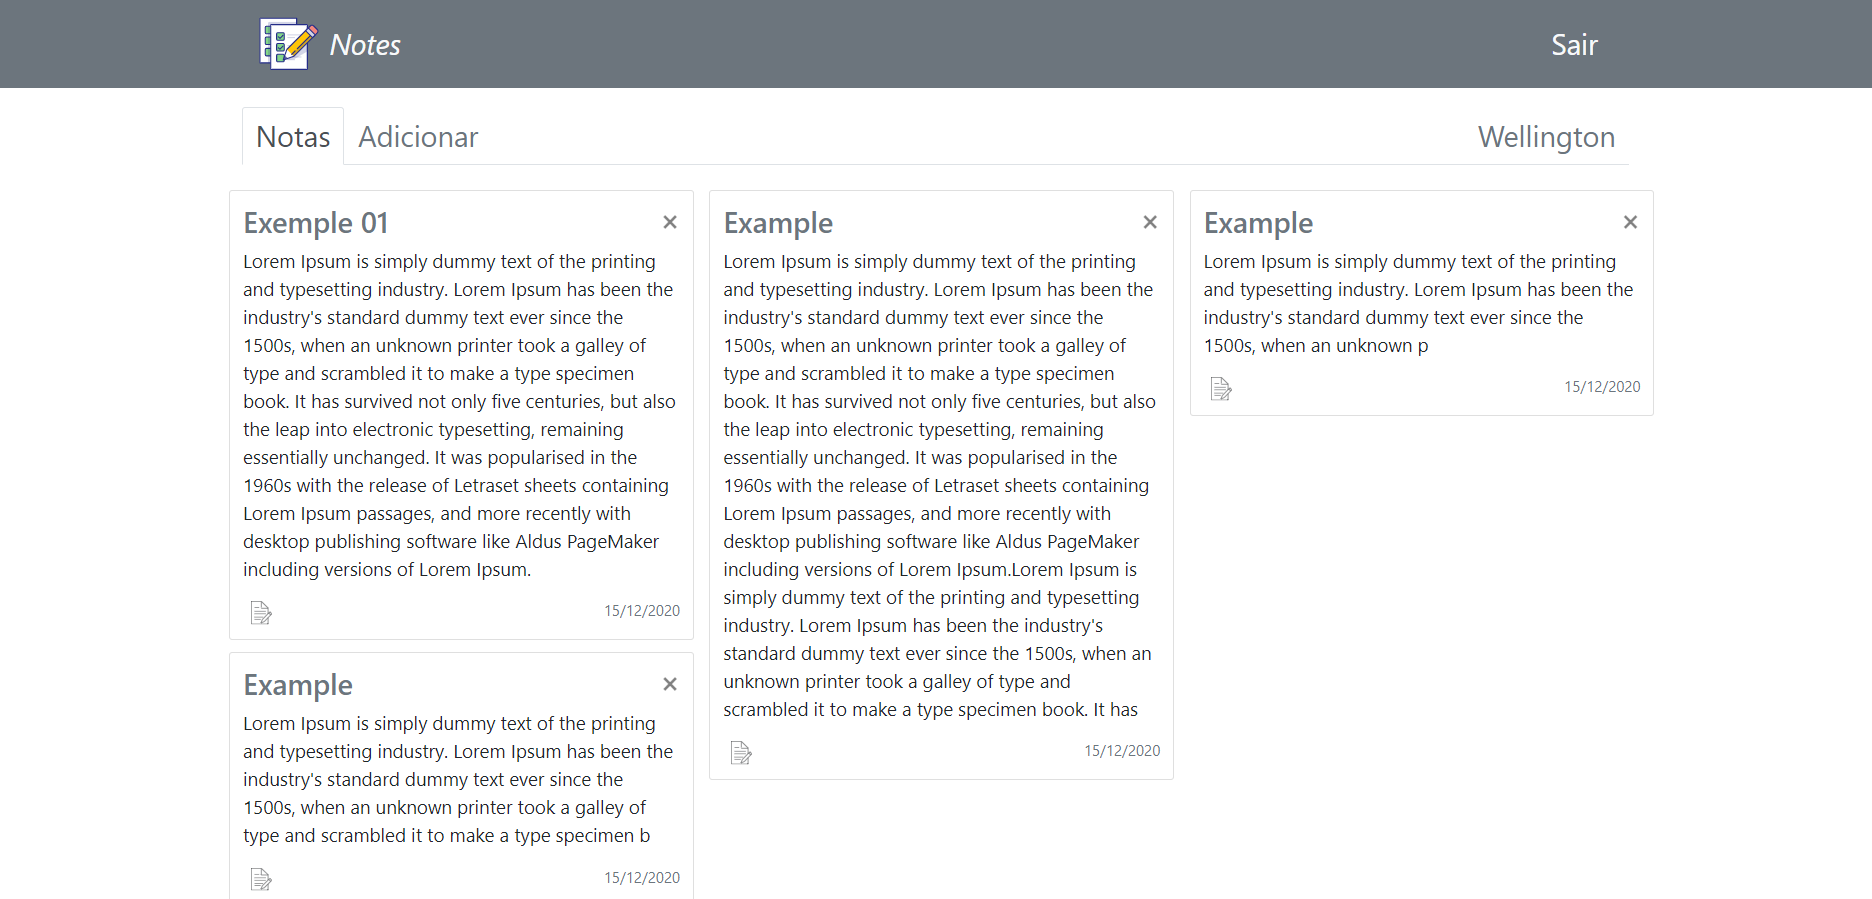 Notes
Sair
Notas
Adicionar
Wellington
Exemple 01
×
Lorem Ipsum is simply dummy text of the printing
and typesetting industry. Lorem Ipsum has been the
industry's standard dummy text ever since the
1500s, when an unknown printer took a galley of
type and scrambled it to make a type specimen
book. It has survived not only five centuries, but also
the leap into electronic typesetting, remaining
essentially unchanged. It was popularised in the
1960s with the release of Letraset sheets containing
Lorem Ipsum passages, and more recently with
desktop publishing software like Aldus PageMaker
including versions of Lorem Ipsum.
15/12/2020
Example
×
Lorem Ipsum is simply dummy text of the printing
and typesetting industry. Lorem Ipsum has been the
industry's standard dummy text ever since the
1500s, when an unknown printer took a galley of
type and scrambled it to make a type specimen b
15/12/2020
Example
×
Lorem Ipsum is simply dummy text of the printing
and typesetting industry. Lorem Ipsum has been the
industry's standard dummy text ever since the
1500s, when an unknown printer took a galley of
type and scrambled it to make a type specimen
book. It has survived not only five centuries, but also
the leap into electronic typesetting, remaining
essentially unchanged. It was popularised in the
1960s with the release of Letraset sheets containing
Lorem Ipsum passages, and more recently with
desktop publishing software like Aldus PageMaker
including versions of Lorem Ipsum.Lorem Ipsum is
simply dummy text of the printing and typesetting
industry. Lorem Ipsum has been the industry's
standard dummy text ever since the 1500s, when an
unknown printer took a galley of type and
scrambled it to make a type specimen book. It has
15/12/2020
Example
×
Lorem Ipsum is simply dummy text of the printing
and typesetting industry. Lorem Ipsum has been the
industry's standard dummy text ever since the
1500s, when an unknown p
15/12/2020